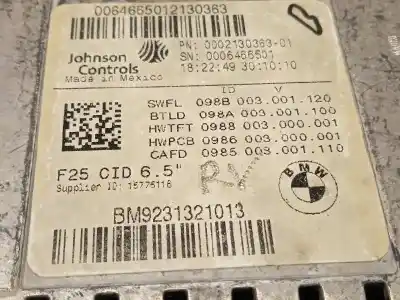 0064665012130363
Johnson
Controls
Made in Mexico
PN: 0002130363-01
SN: 0006466501
18:22:49 30:10:10
ID V
SWFL 098B 003.001.120
BTLD 098A 003.001.100
HWTFT 0988 003.000.001
HWPCB 0986 003.000.001
CAFD 0985 003.001.110
F25 CID 6.5"
Supplier ID: 15776116
BMW
BM9231321013